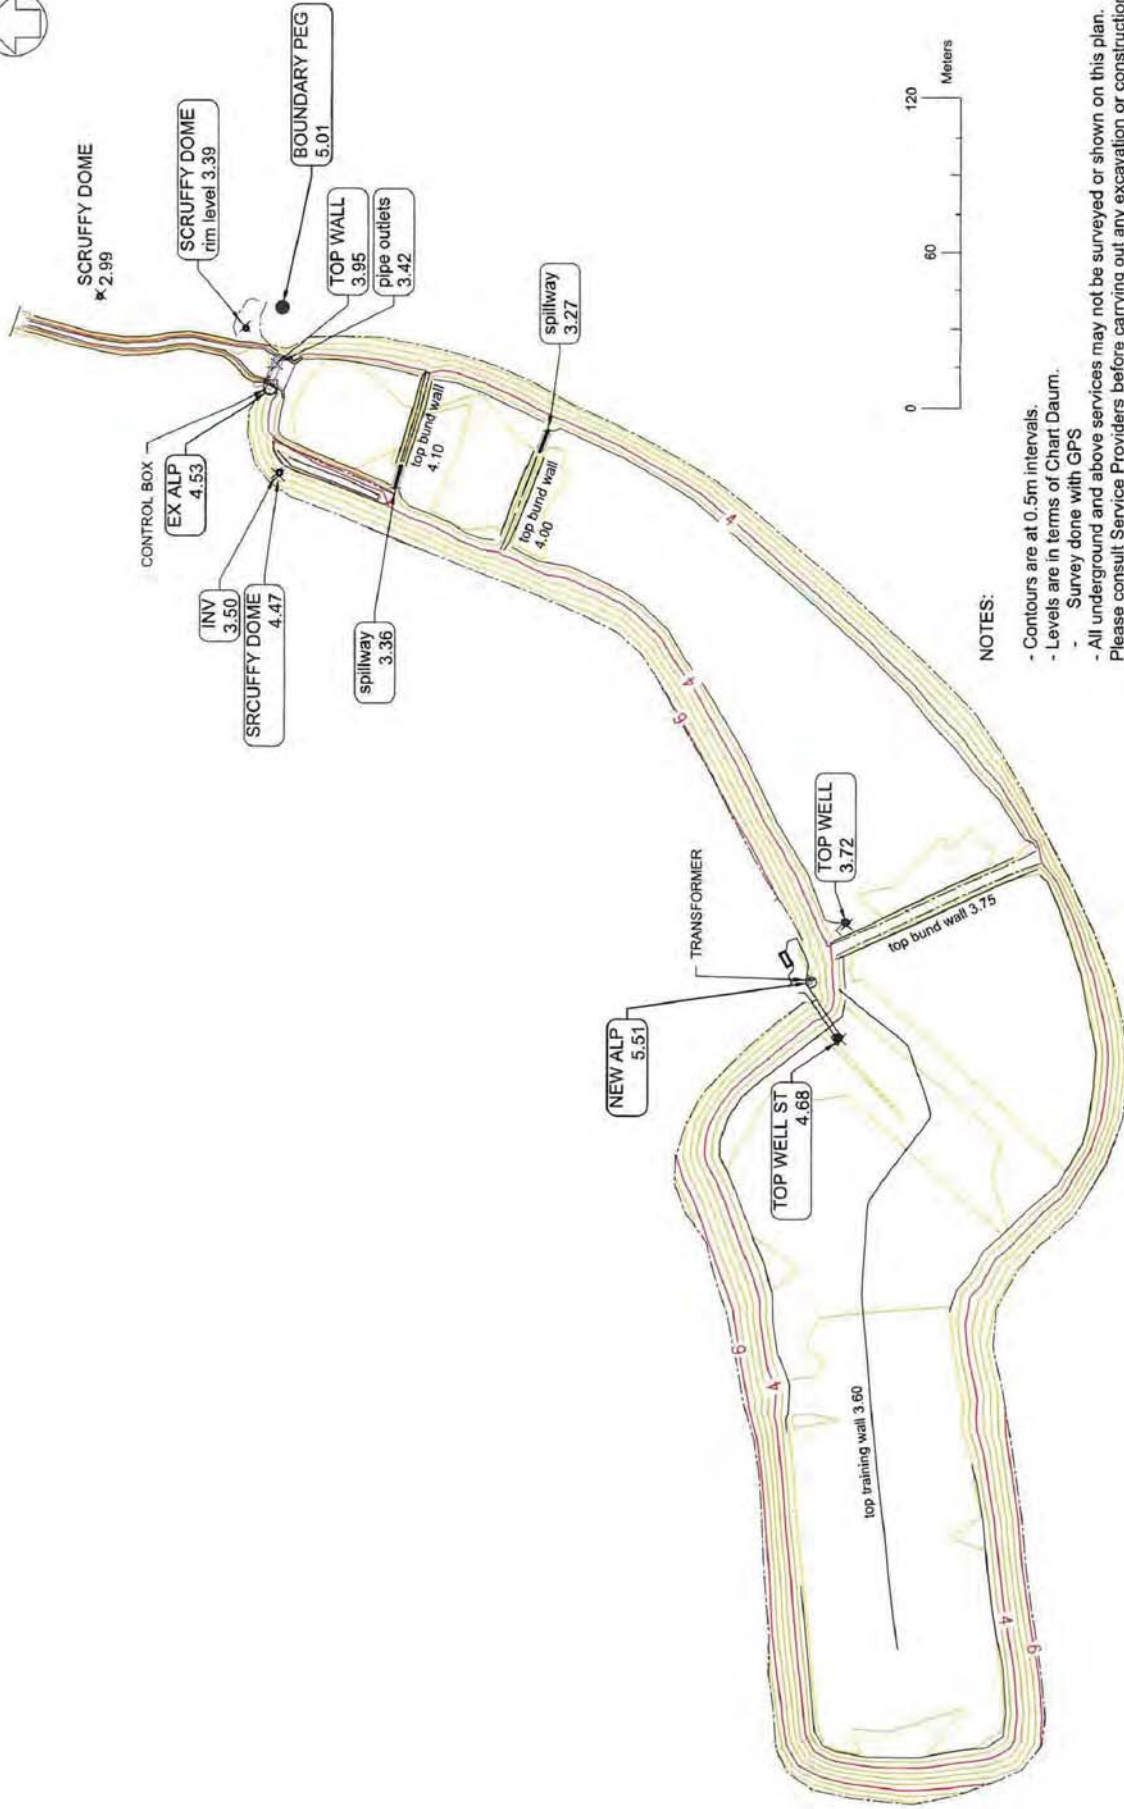 SCRUFFY DOME
2.99
SCRUFFY DOME
rim level 3.39
BOUNDARY PEG
5.01
CONTROL BOX
EX ALP
4.53
TOP WALL
3.95
pipe outlets
3.42
INV
3.50
SRCUFFY DOME
4.47
top bund wall
4.10
spillway
3.27
spillway
3.36
top bund wall
4.00
4
4
6
TRANSFORMER
TOP WELL
3.72
NEW ALP
5.51
top bund wall 3.75
TOP WELL ST
4.68
6
4
top training wall 3.60
4
6
0
60
120
Meters
NOTES:
- Contours are at 0.5m intervals.
- Levels are in terms of Chart Daum.
- Survey done with GPS
- All underground and above services may not be surveyed or shown on this plan.
Please consult Service Providers before carrying out any excavation or construction